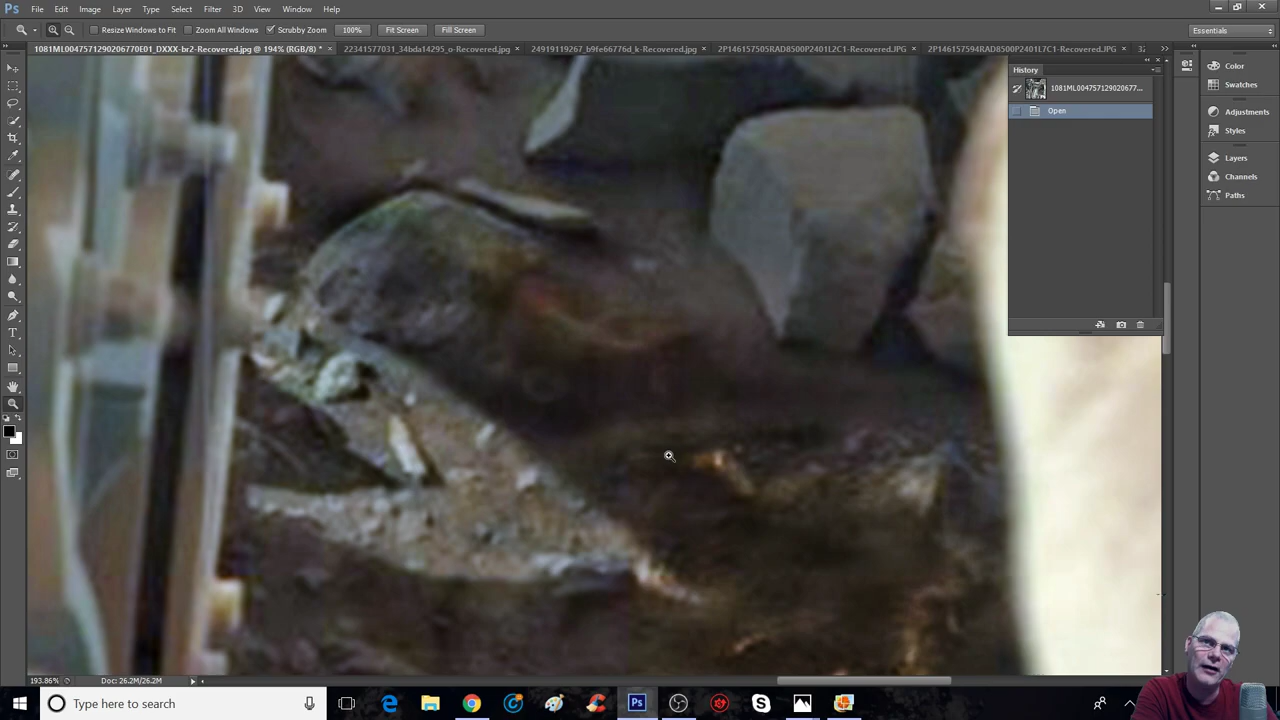 Ps File Edit Image Layer Type Select Filter 3D View Window Help
Resize Windows to Fit Zoom All Windows Scrubby Zoom 100% Fit Screen Fill Screen Essentials
1081ML0047571290206770E01_DXXX-br2-Recovered.jpg @ 194% (RGB/8) * × 22341577031_34bda14295_o-Recovered.jpg × 24919119267_b9fe66776d_k-Recovered.jpg × 2P146157505RAD8500P2401L2C1-Recovered.JPG × 2P146157594RAD8500P2401L7C1-Recovered.JPG ×
History
1081ML004757129020677...
Open
Color
Swatches
Adjustments
Styles
Layers
Channels
Paths
193.86% Doc: 26.2M/26.2M
Type here to search
Ps